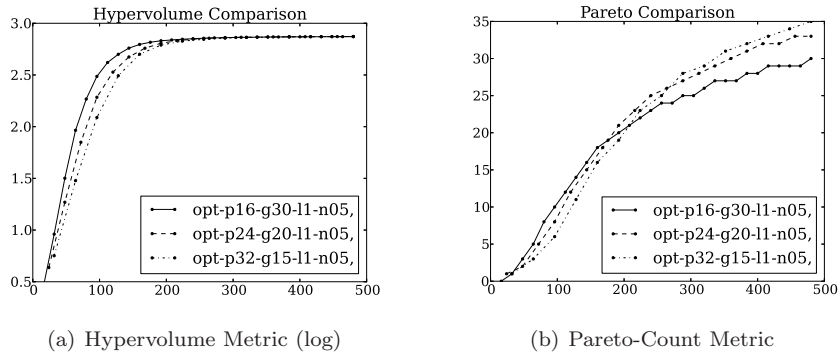 Hypervolume Comparison
3.0
2.5
2.0
1.5
1.0
0.5
0
100
200
300
400
500
opt-p16-g30-l1-n05,
opt-p24-g20-l1-n05,
opt-p32-g15-l1-n05,
(a) Hypervolume Metric (log)
Pareto Comparison
35
30
25
20
15
10
5
0
0
100
200
300
400
500
opt-p16-g30-l1-n05,
opt-p24-g20-l1-n05,
opt-p32-g15-l1-n05,
(b) Pareto-Count Metric